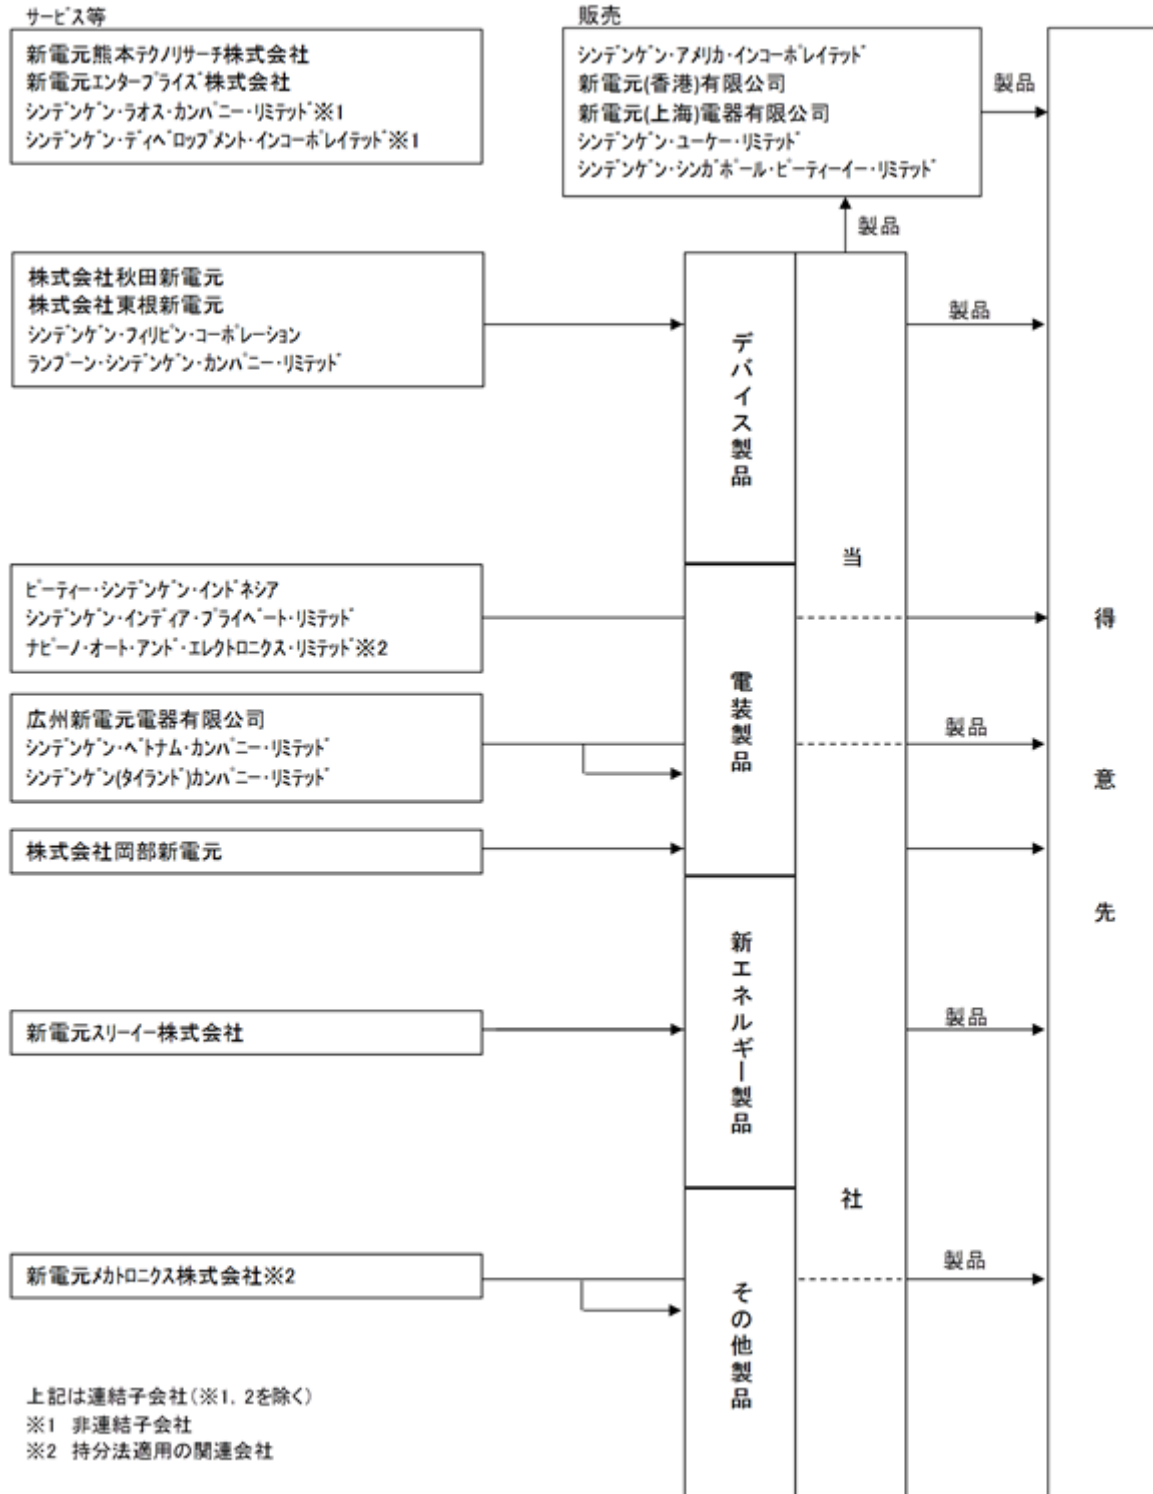 サービス等
新電元熊本テクノリサーチ株式会社
新電元エンタープライズ株式会社
シンデンゲン・ラオス・カンパニー・リミテッド※1
シンデンゲン・ディベロップメント・インコーポレイテッド※1
販売
シンデンゲン・アメリカ・インコーポレイテッド
新電元(香港)有限公司
新電元(上海)電器有限公司
シンデンゲン・ユーケー・リミテッド
シンデンゲン・シンガポール・ピーティーイー・リミテッド
製品
製品
株式会社秋田新電元
株式会社東根新電元
シンデンゲン・フィリピン・コーポレーション
ランプーン・シンデンゲン・カンパニー・リミテッド
デバイス製品
製品
ピーティー・シンデンゲン・インドネシア
シンデンゲン・インディア・プライベート・リミテッド
ナピーノ・オート・アンド・エレクトロニクス・リミテッド※2
広州新電元電器有限公司
シンデンゲン・ベトナム・カンパニー・リミテッド
シンデンゲン(タイランド)カンパニー・リミテッド
株式会社岡部新電元
電装製品
製品
新電元スリーイー株式会社
新エネルギー製品
製品
新電元メカトロニクス株式会社※2
その他製品
製品
当社
得意先
上記は連結子会社(※1, 2を除く)
※1 非連結子会社
※2 持分法適用の関連会社